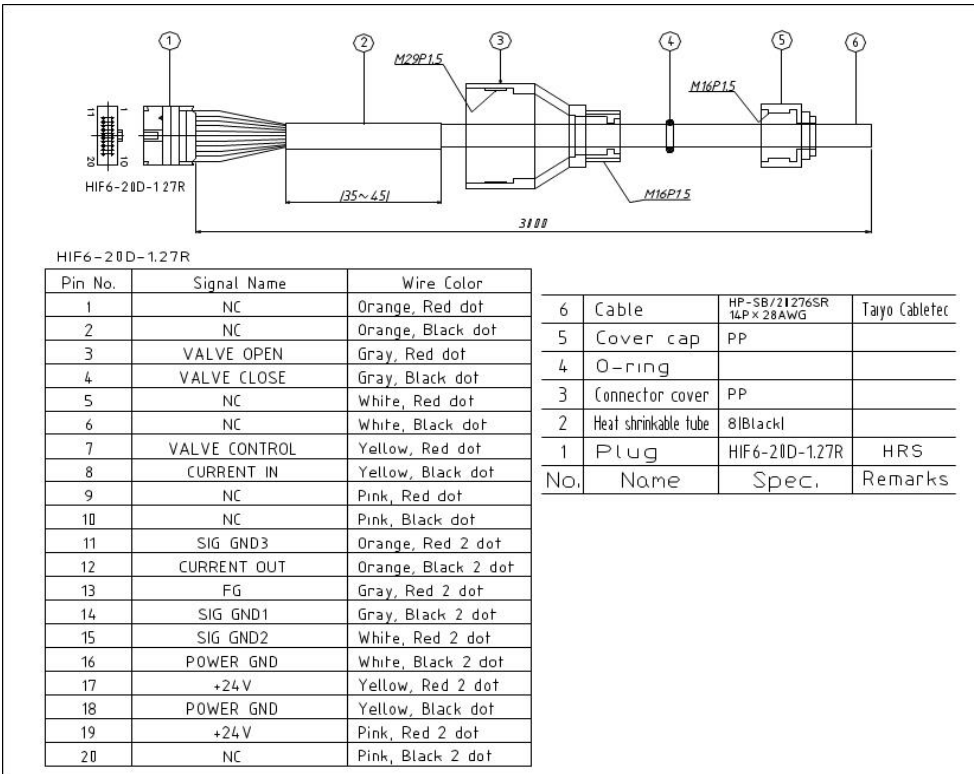 1 2 3 4 5 6
M29P1.5
M16P1.5
11 1
20 10
HIF6-20D-1.27R
M16P1.5
(35~45)
3000
HIF6-20D-1.27R
Pin No. Signal Name Wire Color
1 NC Orange, Red dot
2 NC Orange, Black dot
3 VALVE OPEN Gray, Red dot
4 VALVE CLOSE Gray, Black dot
5 NC White, Red dot
6 NC White, Black dot
7 VALVE CONTROL Yellow, Red dot
8 CURRENT IN Yellow, Black dot
9 NC Pink, Red dot
10 NC Pink, Black dot
11 SIG GND3 Orange, Red 2 dot
12 CURRENT OUT Orange, Black 2 dot
13 FG Gray, Red 2 dot
14 SIG GND1 Gray, Black 2 dot
15 SIG GND2 White, Red 2 dot
16 POWER GND White, Black 2 dot
17 +24V Yellow, Red 2 dot
18 POWER GND Yellow, Black dot
19 +24V Pink, Red 2 dot
20 NC Pink, Black 2 dot
6 Cable HP-SB/20276SR Taiyo Cabletec
14P×28AWG
5 Cover cap PP
4 O-ring
3 Connector cover PP
2 Heat shrinkable tube 8(Black)
1 Plug HIF6-20D-1.27R HRS
No. Name Spec. Remarks